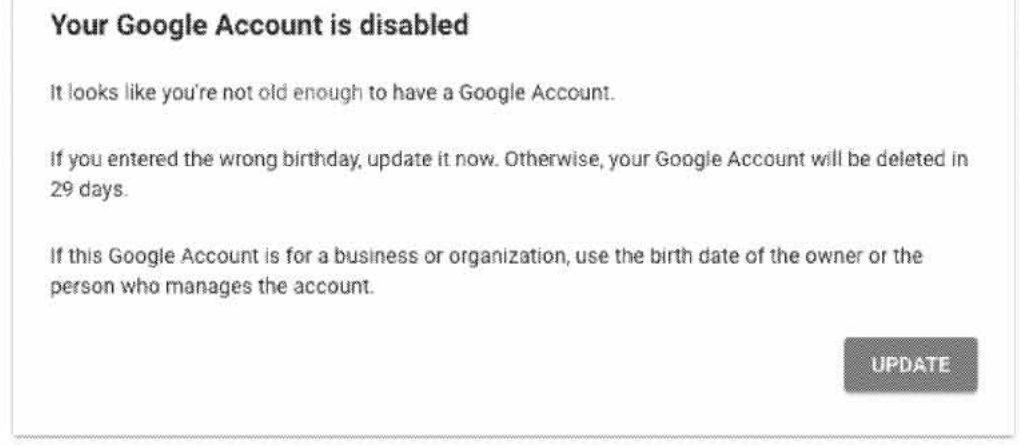 Your Google Account is disabled
It looks like you're not old enough to have a Google Account.
If you entered the wrong birthday, update it now. Otherwise, your Google Account will be deleted in
29 days.
If this Google Account is for a business or organization, use the birth date of the owner or the
person who manages the account.
UPDATE